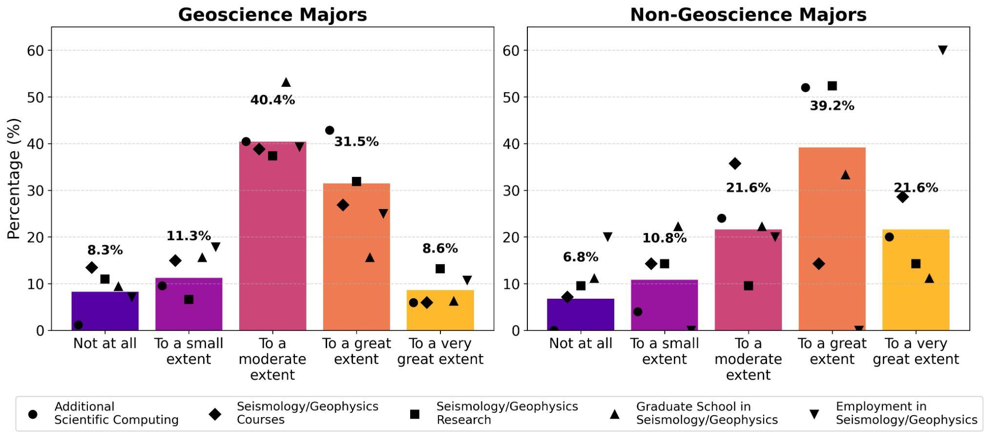 Geoscience Majors
Non-Geoscience Majors
Percentage (%)
60
50
40
30
20
10
0
8.3%
11.3%
40.4%
31.5%
8.6%
Not at all
To a small
extent
To a
moderate
extent
To a great
extent
To a very
great extent
60
50
40
30
20
10
0
6.8%
10.8%
21.6%
39.2%
21.6%
Not at all
To a small
extent
To a
moderate
extent
To a great
extent
To a very
great extent
Additional
Scientific Computing
Seismology/Geophysics
Courses
Seismology/Geophysics
Research
Graduate School in
Seismology/Geophysics
Employment in
Seismology/Geophysics